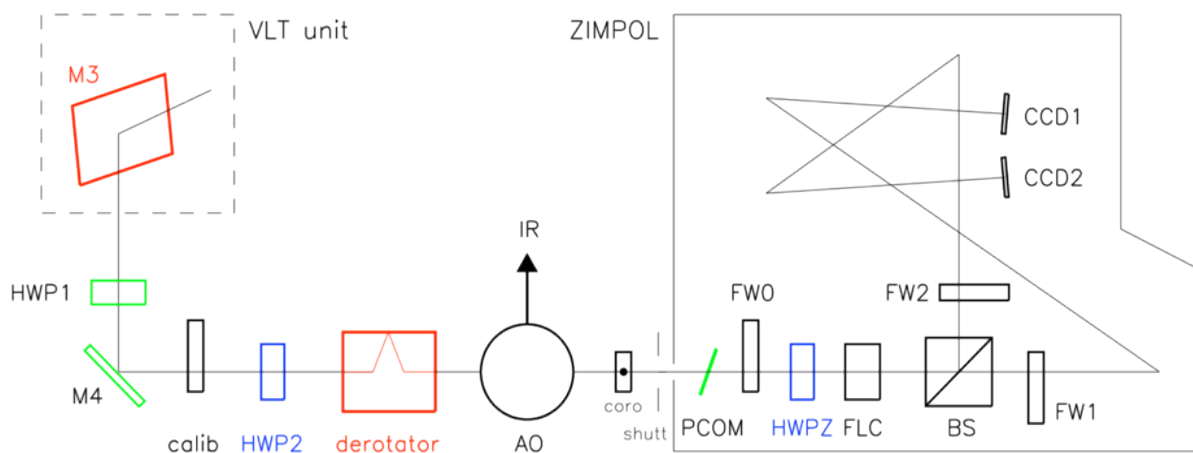 VLT unit
ZIMPOL
M3
CCD1
CCD2
IR
HWP1
FW0
FW2
M4
calib
HWP2
derotator
AO
coro
shutt
PCOM
HWPZ
FLC
BS
FW1